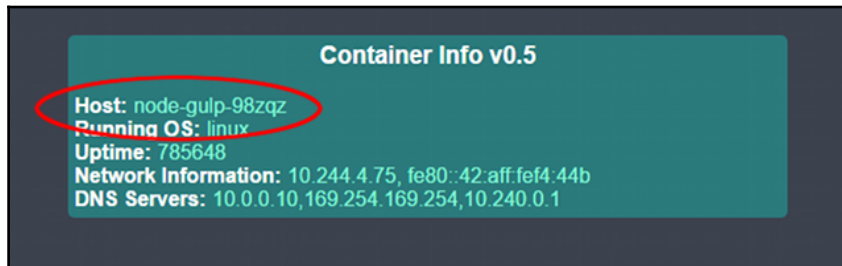 Container Info v0.5
Host: node-gulp-98zqz
Running OS: linux
Uptime: 785648
Network Information: 10.244.4.75, fe80::42:aff:fef4:44b
DNS Servers: 10.0.0.10,169.254.169.254,10.240.0.1